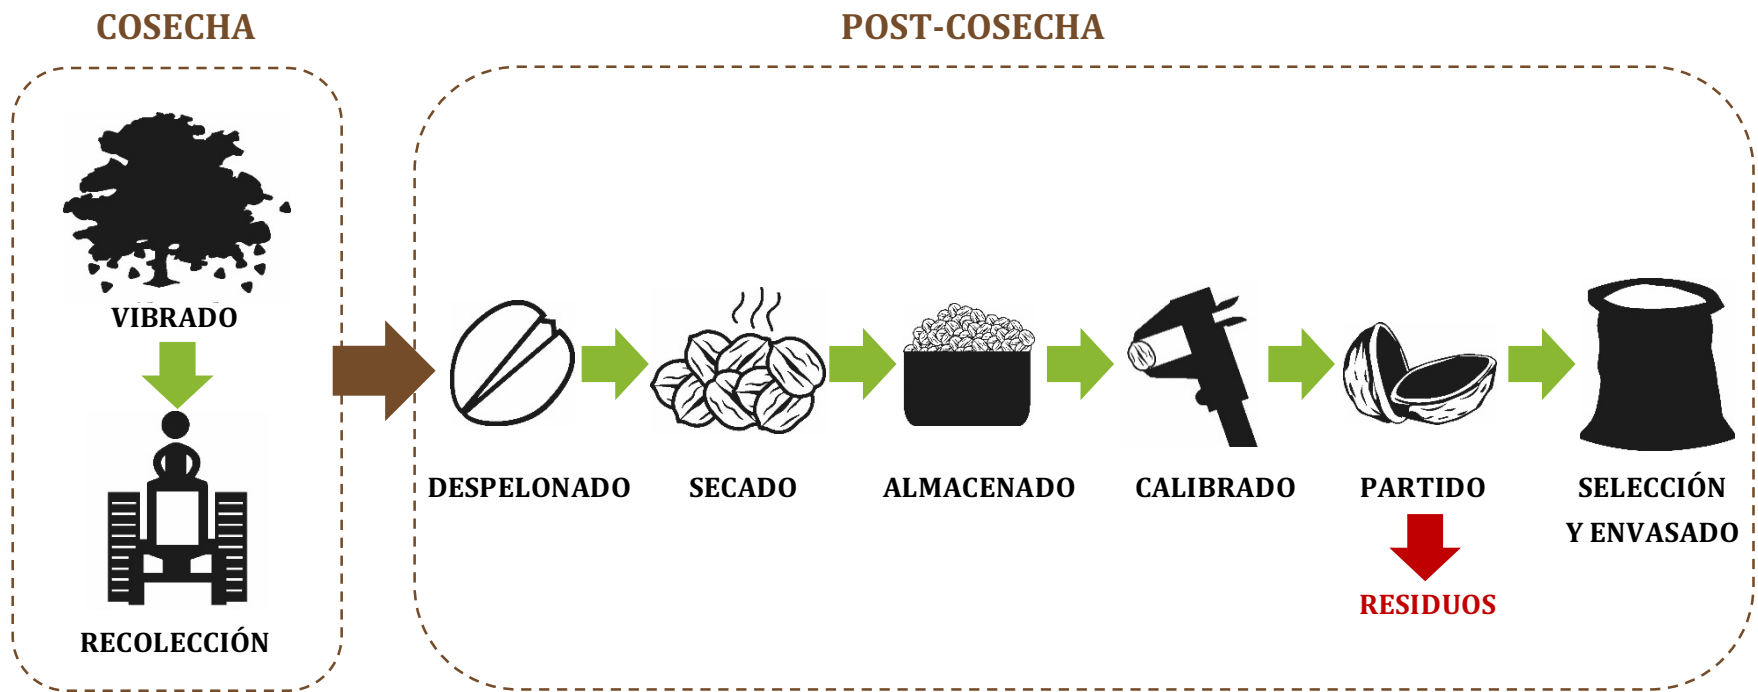 COSECHA
POST-COSECHA
VIBRADO
RECOLECCIÓN
DESPELONADO
SECADO
ALMACENADO
CALIBRADO
PARTIDO
SELECCIÓN
Y ENVASADO
RESIDUOS